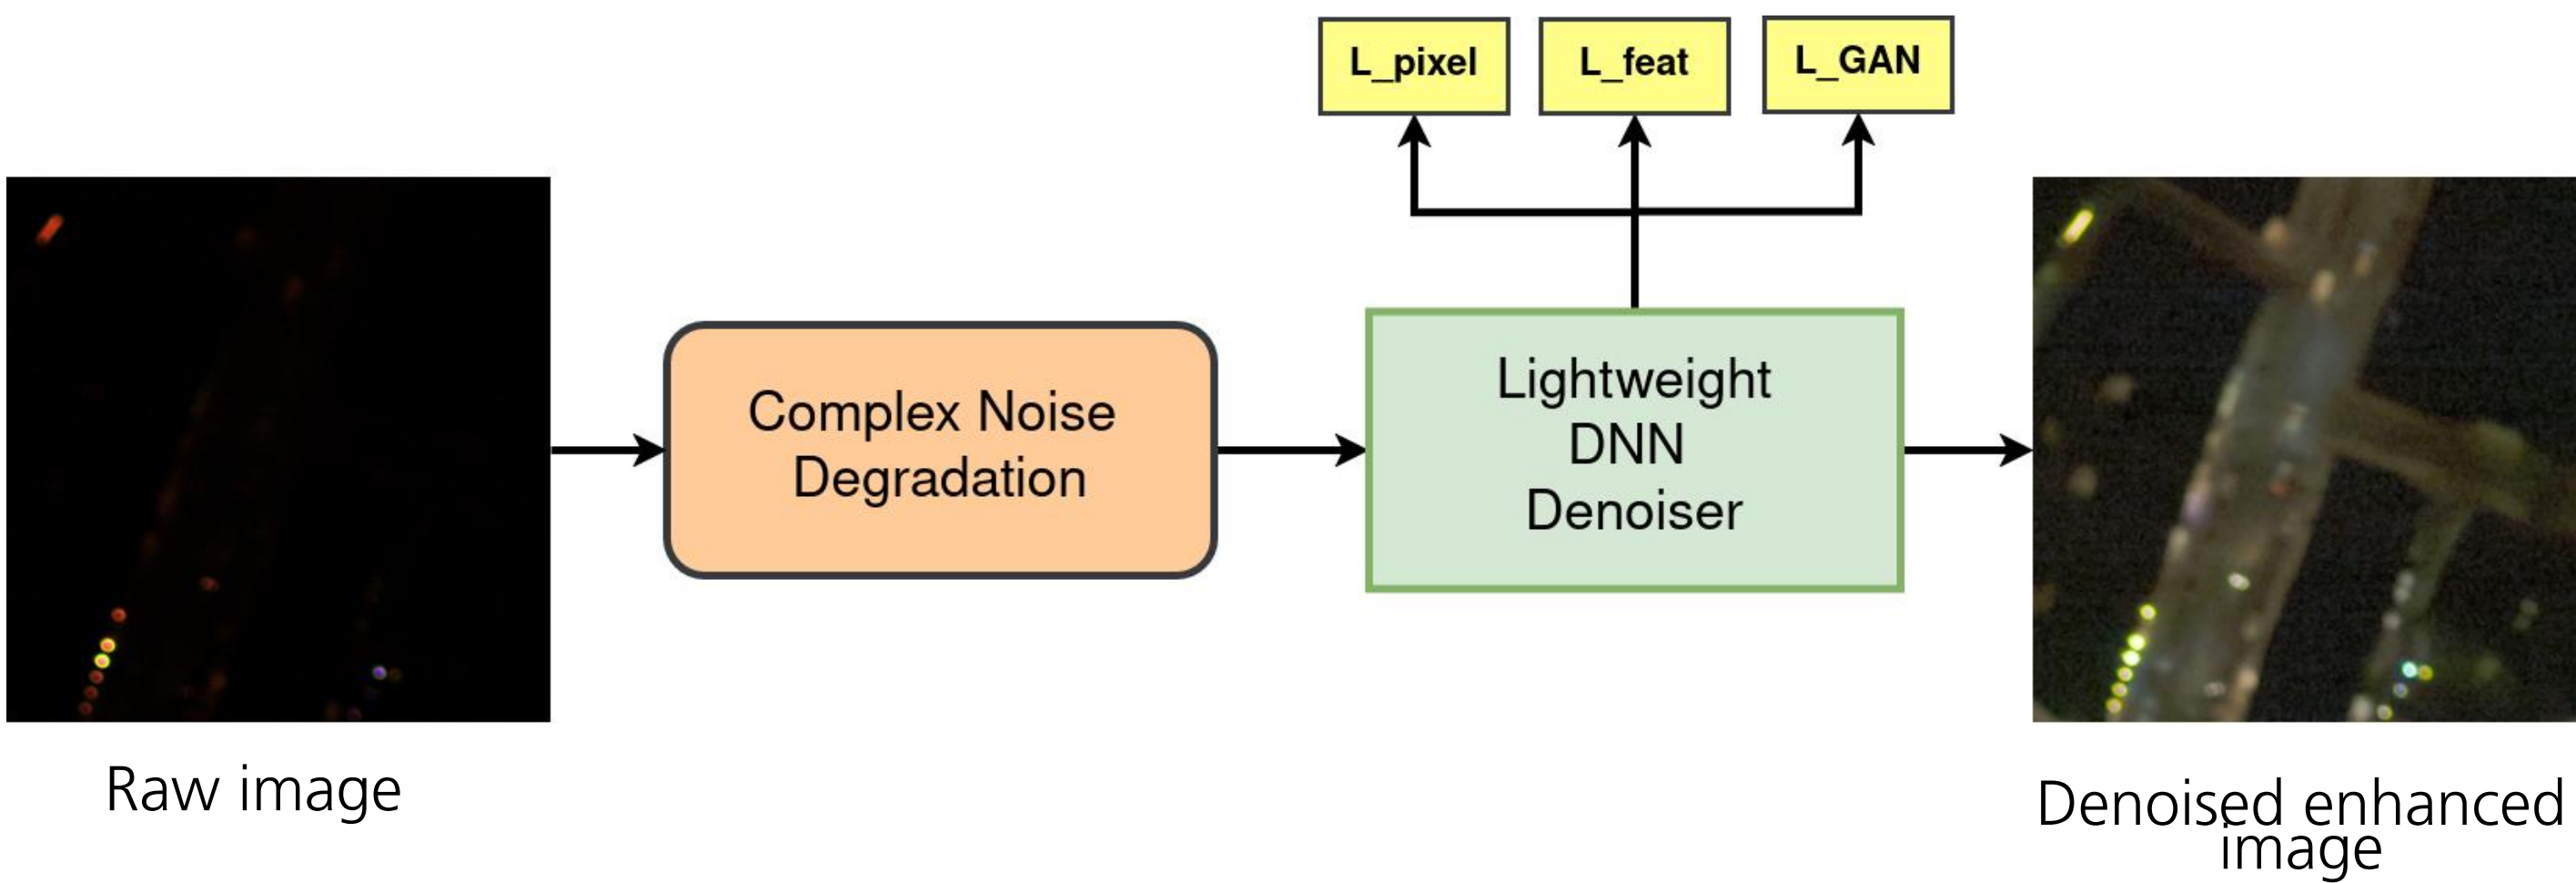 L_pixel
L_feat
L_GAN
Complex Noise
Degradation
Lightweight
DNN
Denoiser
Raw image
Denoised enhanced
image